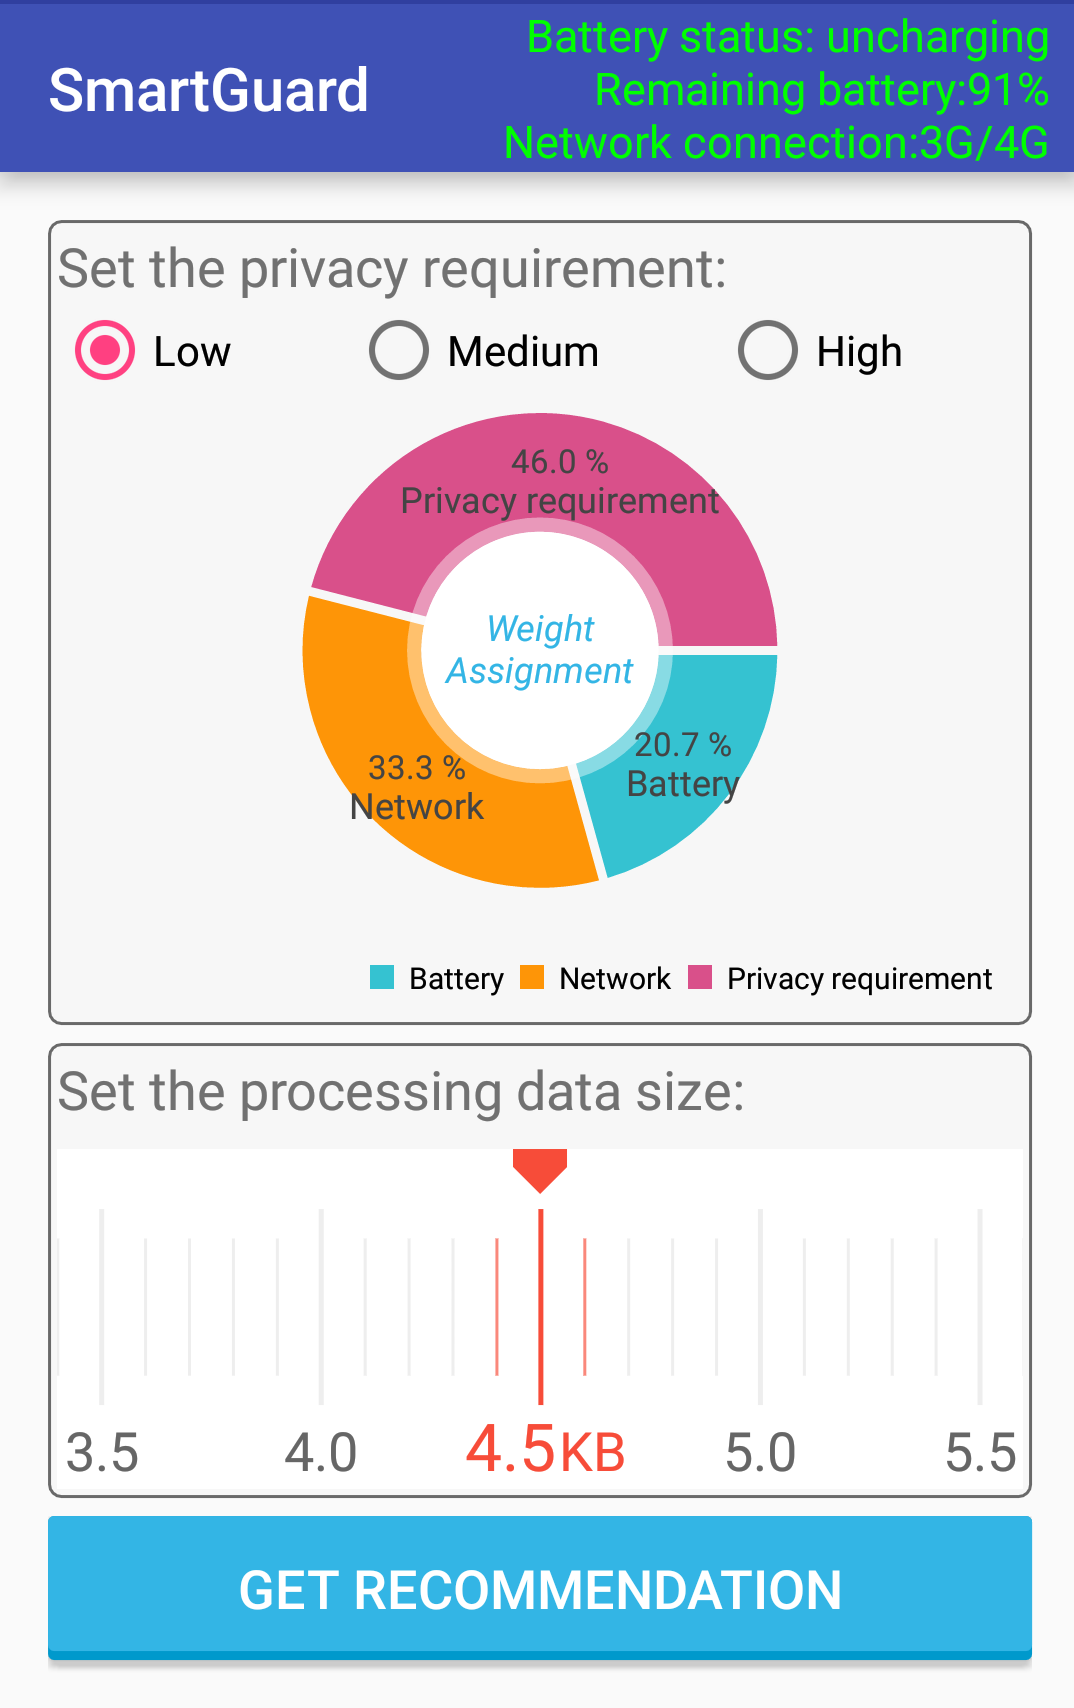 Battery status: uncharging
SmartGuard
Remaining battery:91%
Network connection:3G/4G
Set the privacy requirement:
Low Medium High
46.0 %
Privacy requirement
Weight
Assignment
20.7 %
Battery
33.3 %
Network
Battery Network Privacy requirement
Set the processing data size:
3.5 4.0 4.5KB 5.0 5.5
GET RECOMMENDATION